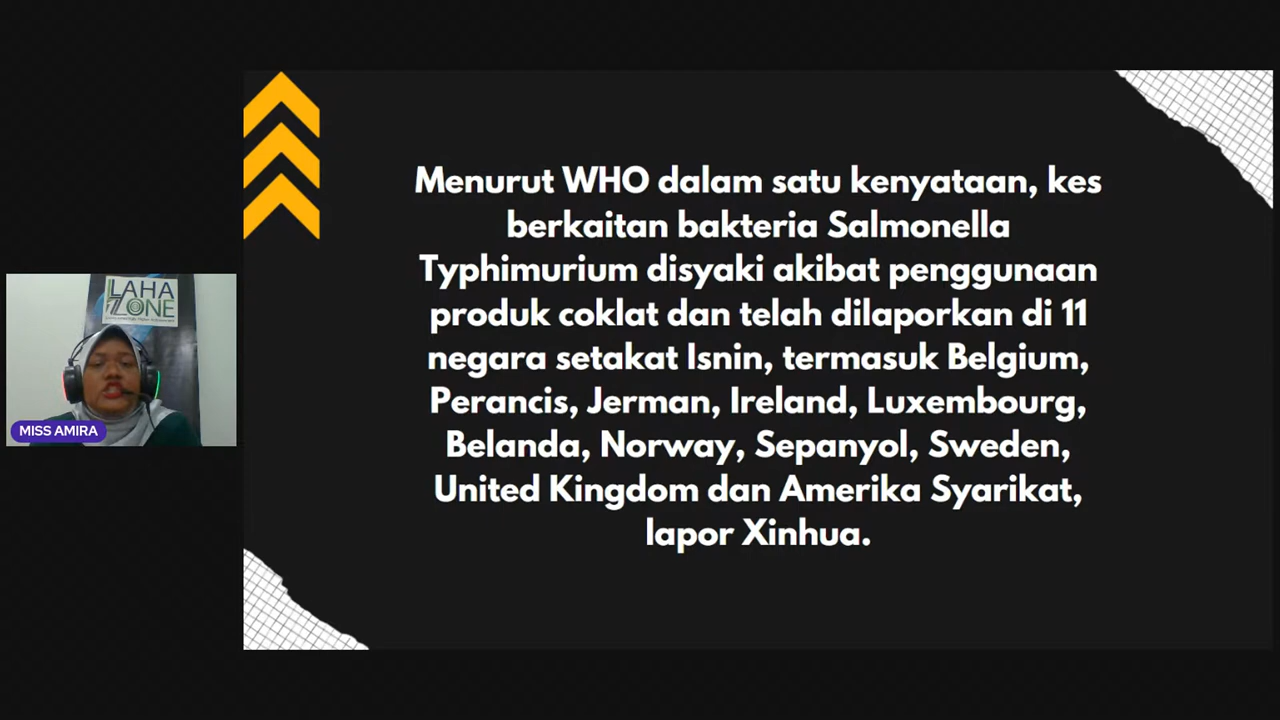 Menurut WHO dalam satu kenyataan, kes
berkaitan bakteria Salmonella
Typhimurium disyaki akibat penggunaan
produk coklat dan telah dilaporkan di 11
negara setakat Isnin, termasuk Belgium,
Perancis, Jerman, Ireland, Luxembourg,
Belanda, Norway, Sepanyol, Sweden,
United Kingdom dan Amerika Syarikat,
lapor Xinhua.
LAHA
ZONE
MISS AMIRA